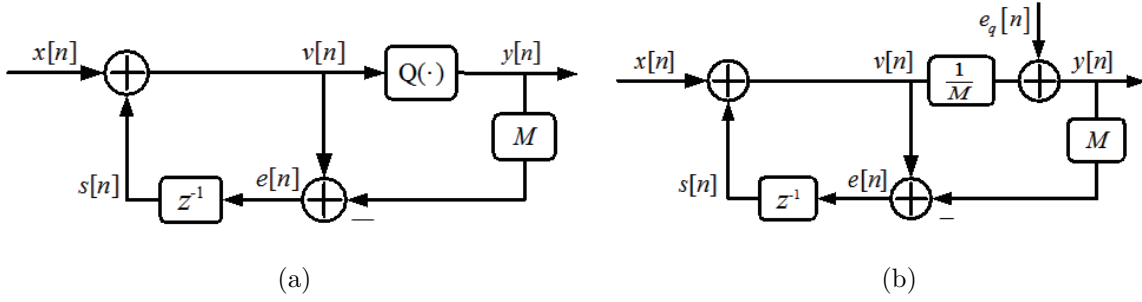 x[n]
v[n]
Q(·)
y[n]
M
s[n]
z⁻¹
e[n]
−
(a)
e_q[n]
x[n]
v[n]
1/M
y[n]
M
s[n]
z⁻¹
e[n]
−
(b)